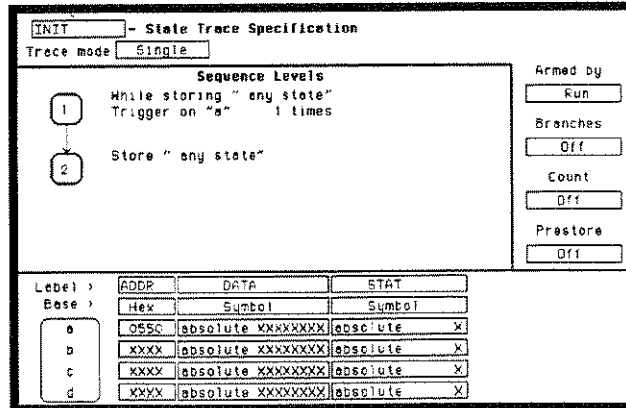 INIT - State Trace Specification
Trace mode Single
Sequence Levels
While storing " any state"
Trigger on "a" 1 times
1
Store " any state"
2
Armed by
Run
Branches
Off
Count
Off
Prestore
Off
Label > ADDR DATA STAT
Base > Hex Symbol Symbol
a 055C absolute XXXXXXXX absolute X
b XXXX absolute XXXXXXXX absolute X
c XXXX absolute XXXXXXXX absolute X
d XXXX absolute XXXXXXXX absolute X